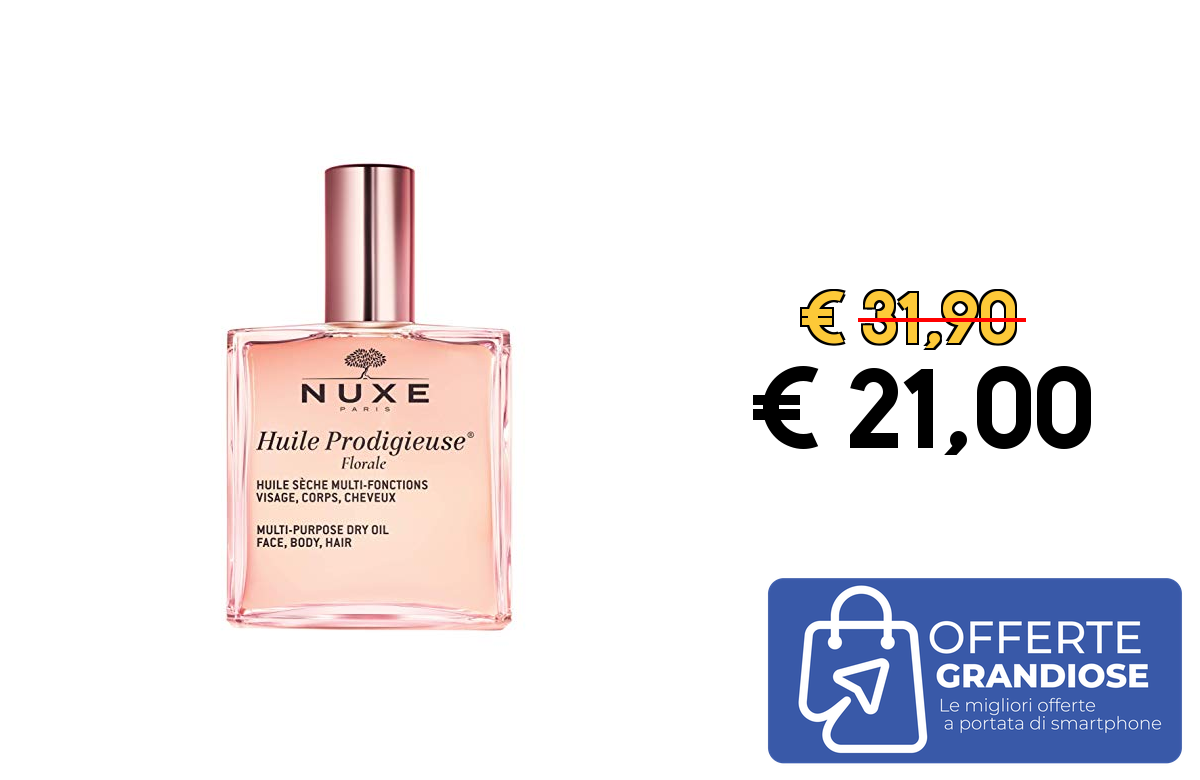 NUXE
PARIS
Huile Prodigieuse®
Florale
HUILE SÈCHE MULTI-FONCTIONS
VISAGE, CORPS, CHEVEUX
MULTI-PURPOSE DRY OIL
FACE, BODY, HAIR
€ 31,90
€ 21,00
OFFERTE
GRANDIOSE
Le migliori offerte
a portata di smartphone